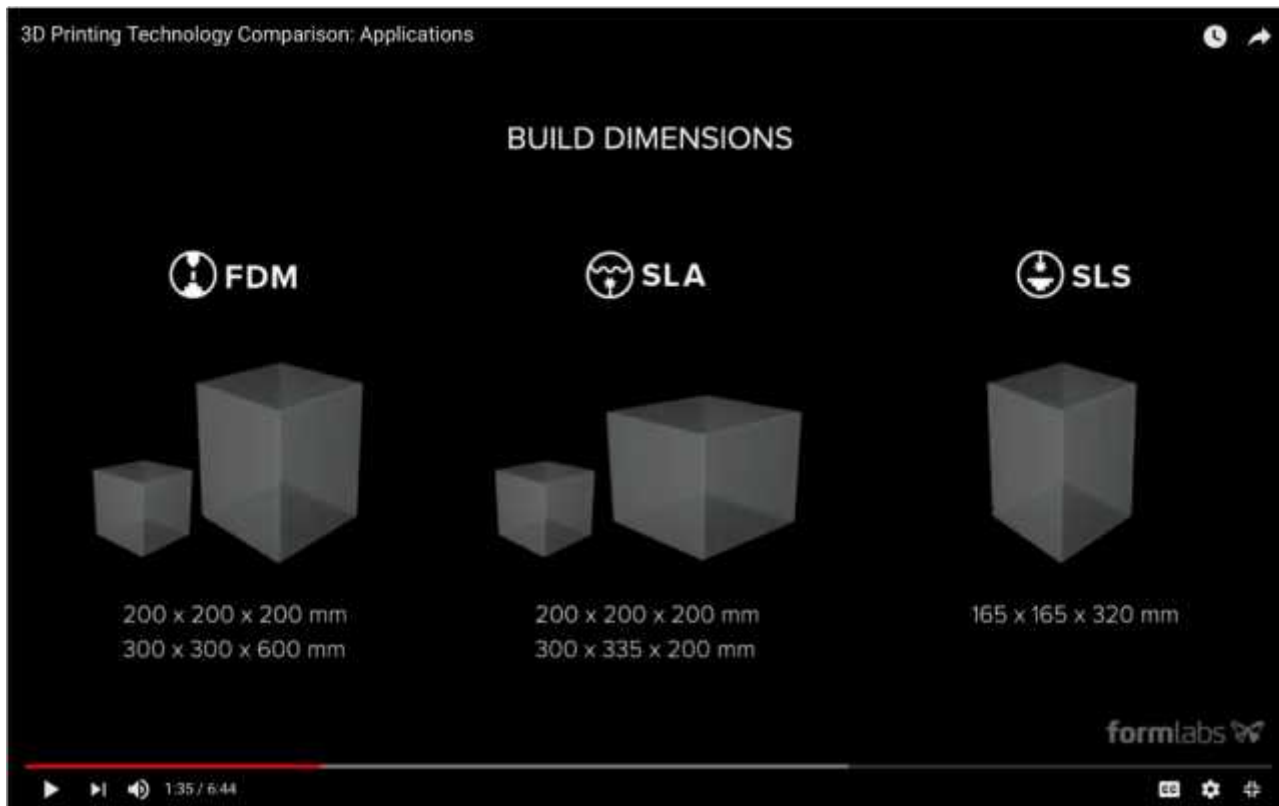 3D Printing Technology Comparison: Applications
BUILD DIMENSIONS
FDM
SLA
SLS
200 x 200 x 200 mm
300 x 300 x 600 mm
200 x 200 x 200 mm
300 x 335 x 200 mm
165 x 165 x 320 mm
formlabs
1:35 / 6:44
CC